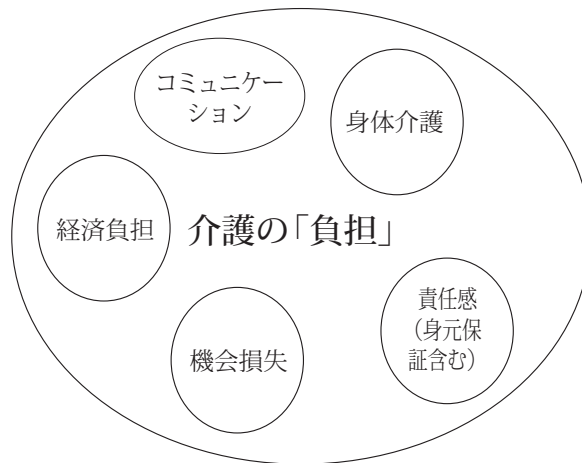 コミュニケー
ション
身体介護
経済負担
介護の「負担」
責任感
（身元保
証含む）
機会損失